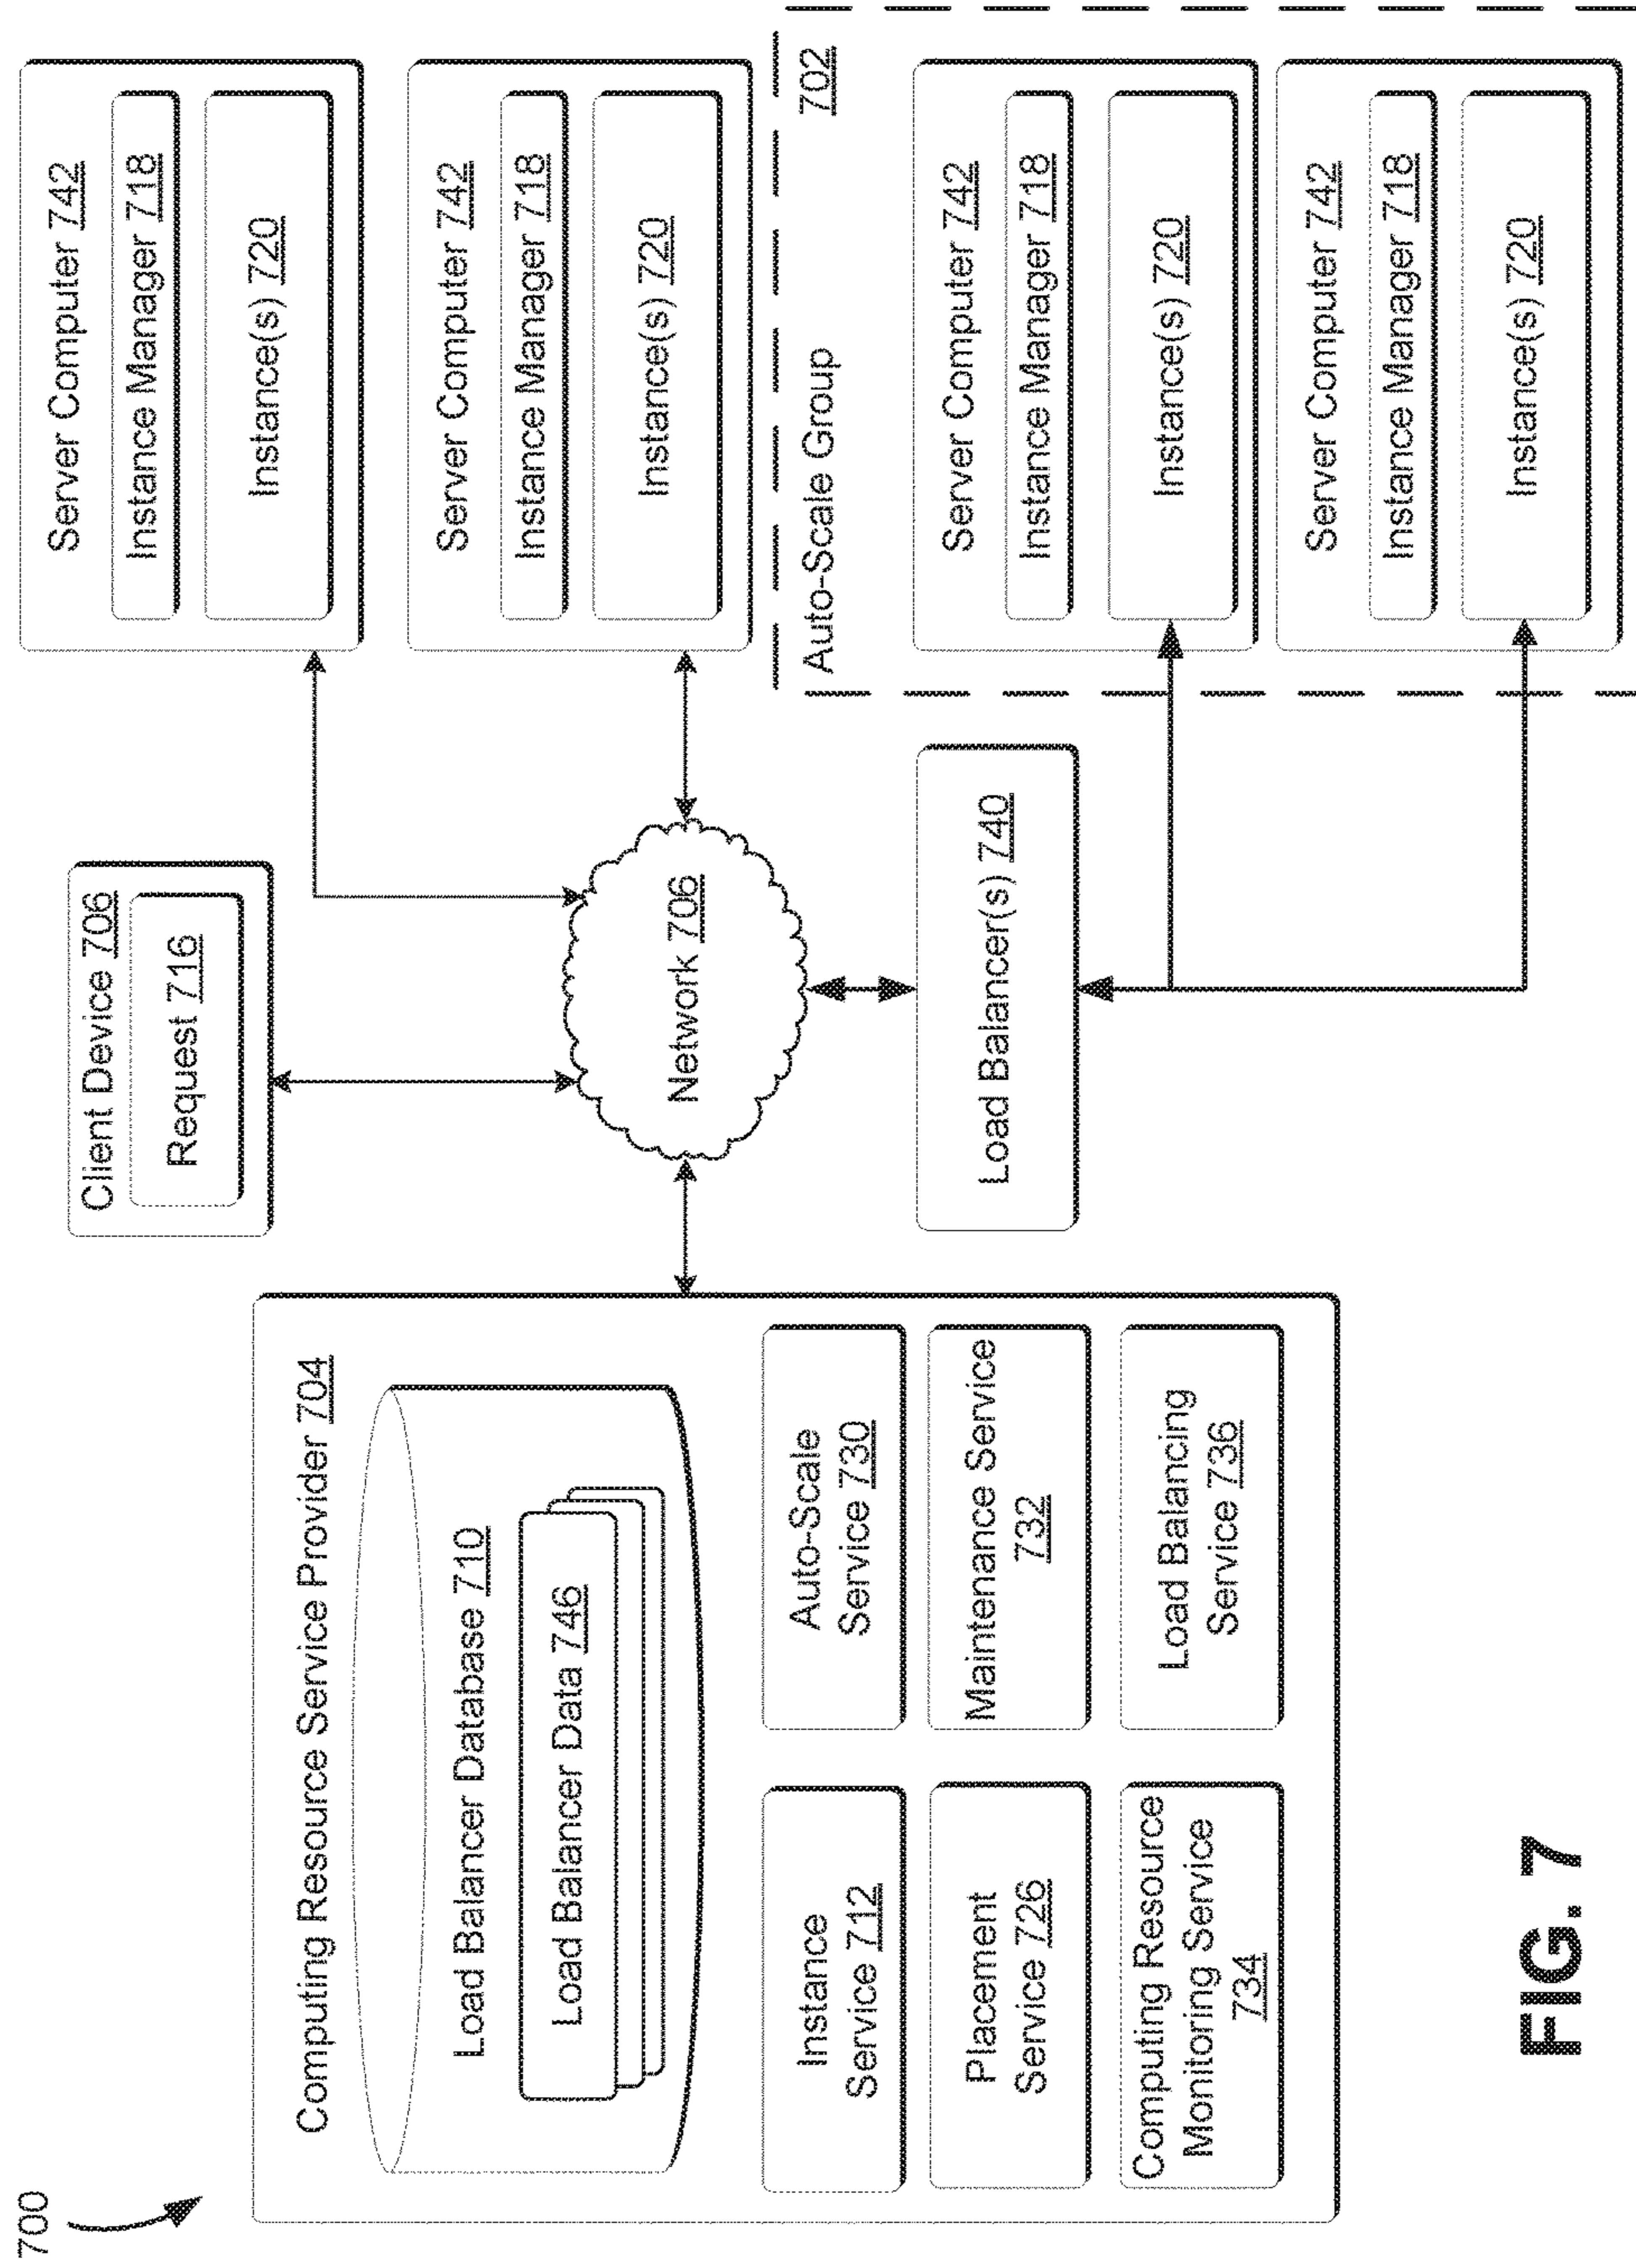 700
Computing Resource Service Provider 704
Load Balancer Database 710
Load Balancer Data 746
Instance
Service 712
Auto-Scale
Service 730
Placement
Service 726
Maintenance Service
732
Computing Resource
Monitoring Service
734
Load Balancing
Service 736
Client Device 706
Request 716
Network 706
Load Balancer(s) 740
Server Computer 742
Instance Manager 718
Instance(s) 720
Server Computer 742
Instance Manager 718
Instance(s) 720
Auto-Scale Group 702
Server Computer 742
Instance Manager 718
Instance(s) 720
Server Computer 742
Instance Manager 718
Instance(s) 720
FIG. 7